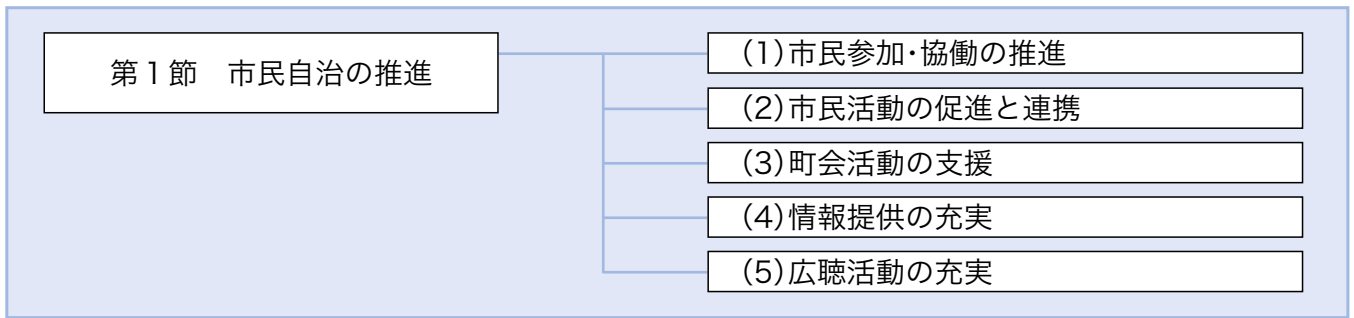 第１節　市民自治の推進
(1)市民参加・協働の推進
(2)市民活動の促進と連携
(3)町会活動の支援
(4)情報提供の充実
(5)広聴活動の充実